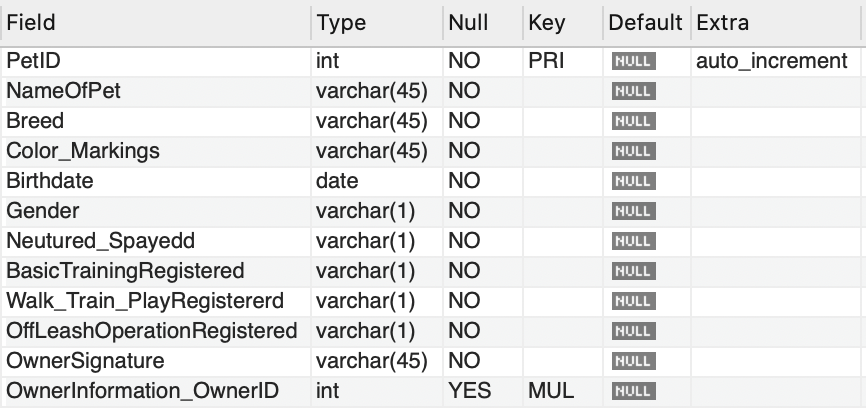 Field Type Null Key Default Extra
PetID int NO PRI NULL auto_increment
NameOfPet varchar(45) NO NULL
Breed varchar(45) NO NULL
Color_Markings varchar(45) NO NULL
Birthdate date NO NULL
Gender varchar(1) NO NULL
Neutured_Spayedd varchar(1) NO NULL
BasicTrainingRegistered varchar(1) NO NULL
Walk_Train_PlayRegistererd varchar(1) NO NULL
OffLeashOperationRegistered varchar(1) NO NULL
OwnerSignature varchar(45) NO NULL
OwnerInformation_OwnerID int YES MUL NULL